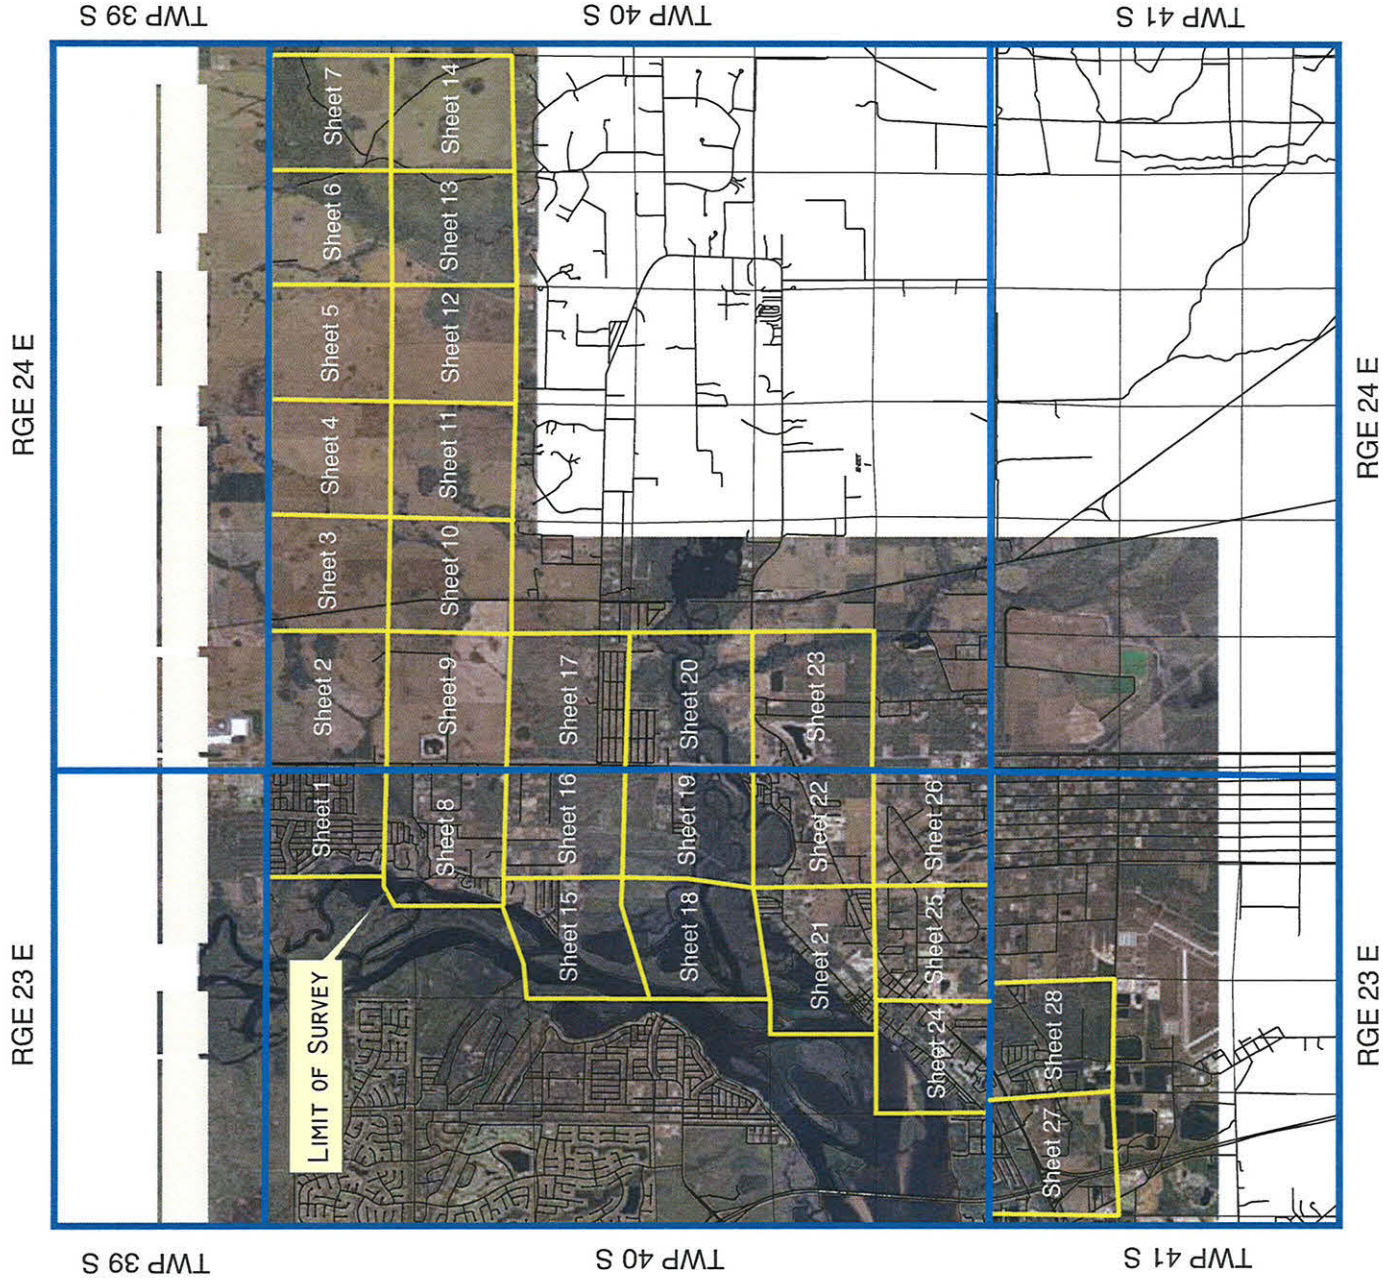 TWP 39 S
TWP 40 S
TWP 41 S
RGE 24 E
RGE 24 E
RGE 23 E
RGE 23 E
TWP 39 S
TWP 40 S
TWP 41 S
LIMIT OF SURVEY
Sheet 1
Sheet 2
Sheet 3
Sheet 4
Sheet 5
Sheet 6
Sheet 7
Sheet 8
Sheet 9
Sheet 10
Sheet 11
Sheet 12
Sheet 13
Sheet 14
Sheet 15
Sheet 16
Sheet 17
Sheet 18
Sheet 19
Sheet 20
Sheet 21
Sheet 22
Sheet 23
Sheet 24
Sheet 25
Sheet 26
Sheet 27
Sheet 28